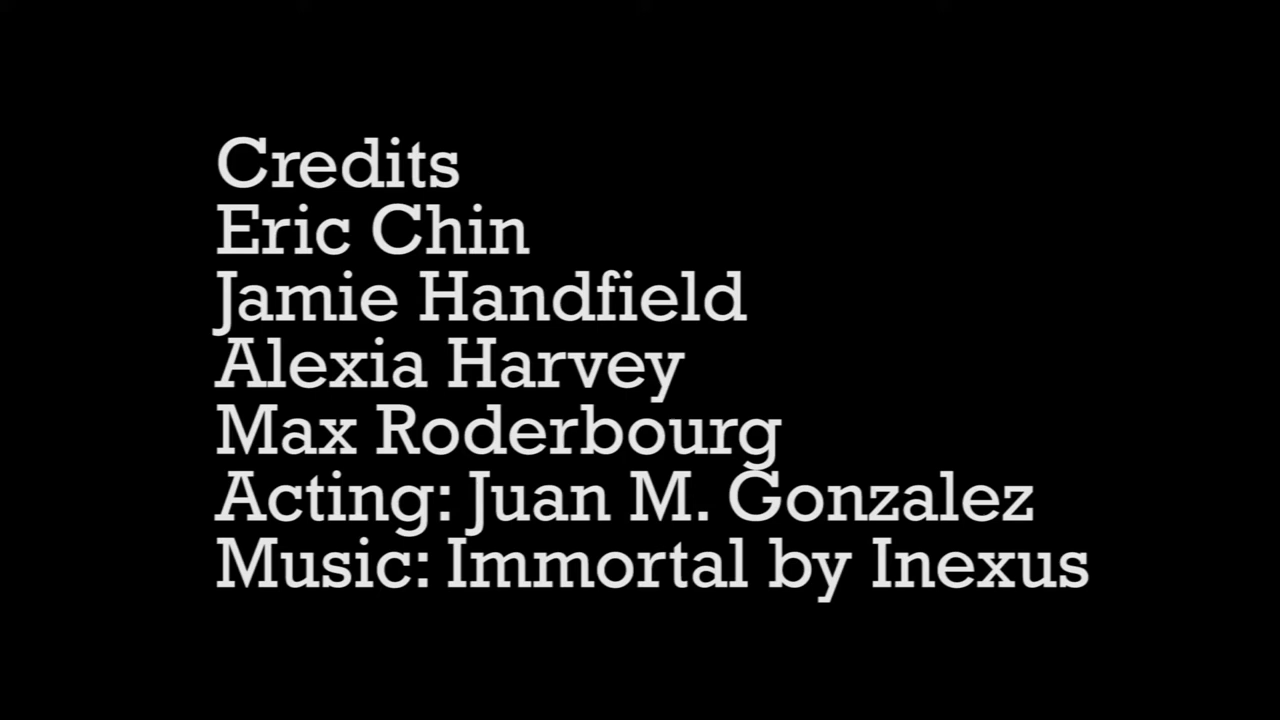 Credits
Eric Chin
Jamie Handfield
Alexia Harvey
Max Roderbourg
Acting: Juan M. Gonzalez
Music: Immortal by Inexus